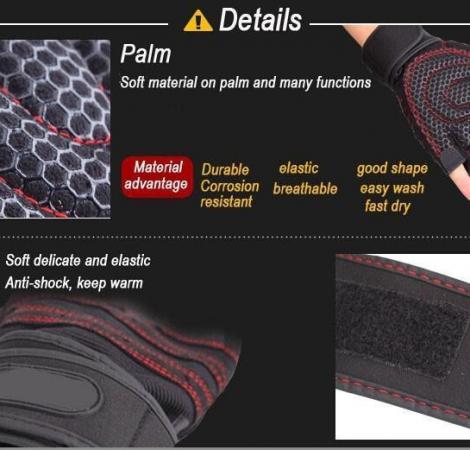 Details
Palm
Soft material on palm and many functions
Material
advantage
Durable
Corrosion
resistant
elastic
breathable
good shape
easy wash
fast dry
Soft delicate and elastic
Anti-shock, keep warm